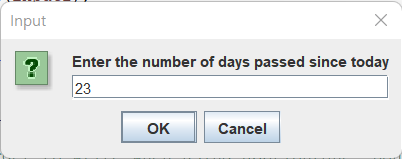 Input
Enter the number of days passed since today
23
OK
Cancel